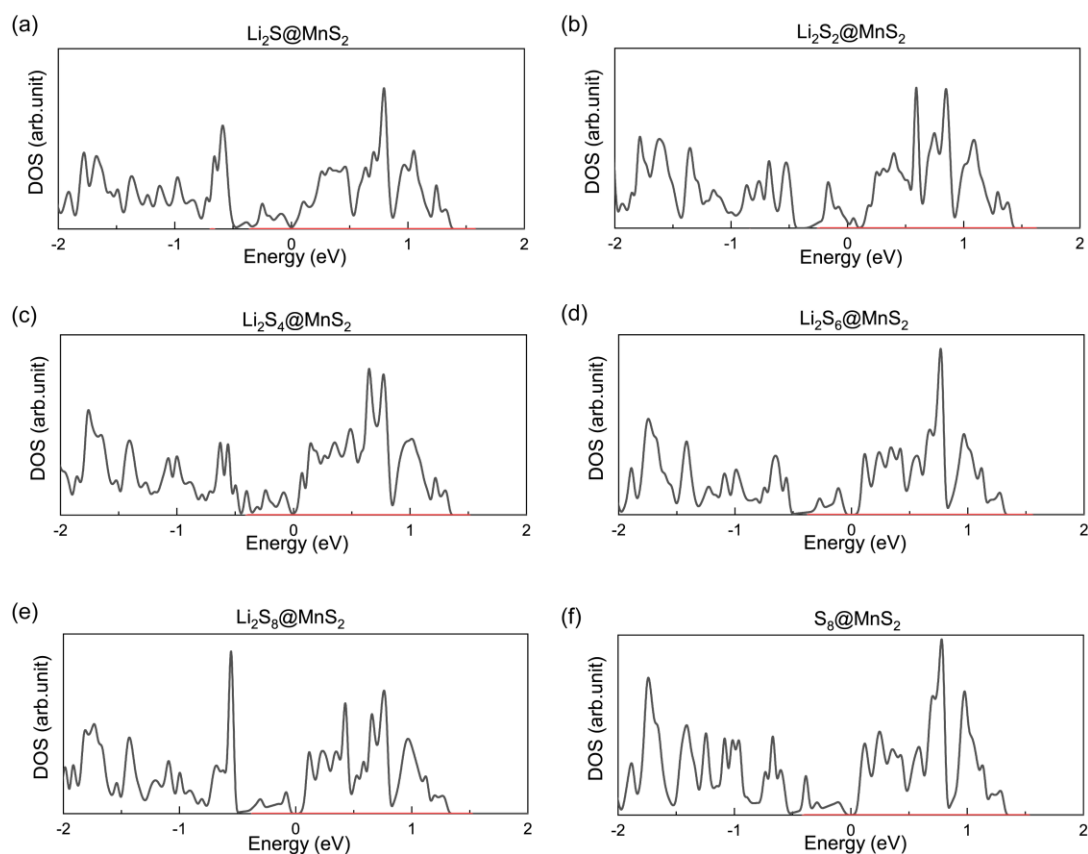 (a)
Li₂S@MnS₂
DOS (arb.unit)
-2 -1 0 1 2
Energy (eV)
(b)
Li₂S₂@MnS₂
DOS (arb.unit)
-2 -1 0 1 2
Energy (eV)
(c)
Li₂S₄@MnS₂
DOS (arb.unit)
-2 -1 0 1 2
Energy (eV)
(d)
Li₂S₆@MnS₂
DOS (arb.unit)
-2 -1 0 1 2
Energy (eV)
(e)
Li₂S₈@MnS₂
DOS (arb.unit)
-2 -1 0 1 2
Energy (eV)
(f)
S₈@MnS₂
DOS (arb.unit)
-2 -1 0 1 2
Energy (eV)